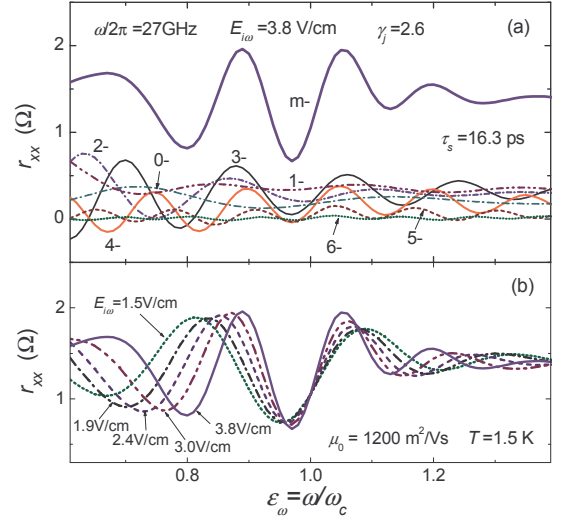 ω/2π =27GHz E_iω=3.8 V/cm γ_j =2.6
(a)
2
m-
r_xx (Ω)
1
τ_s =16.3 ps
2- 0- 3- 1-
0
4- 6- 5-
(b)
E_iω=1.5V/cm
2
r_xx (Ω)
1
1.9V/cm 2.4V/cm 3.0V/cm 3.8V/cm
μ_0 = 1200 m²/Vs T =1.5 K
0
0.8 1.0 1.2
ε_ω=ω/ω_c